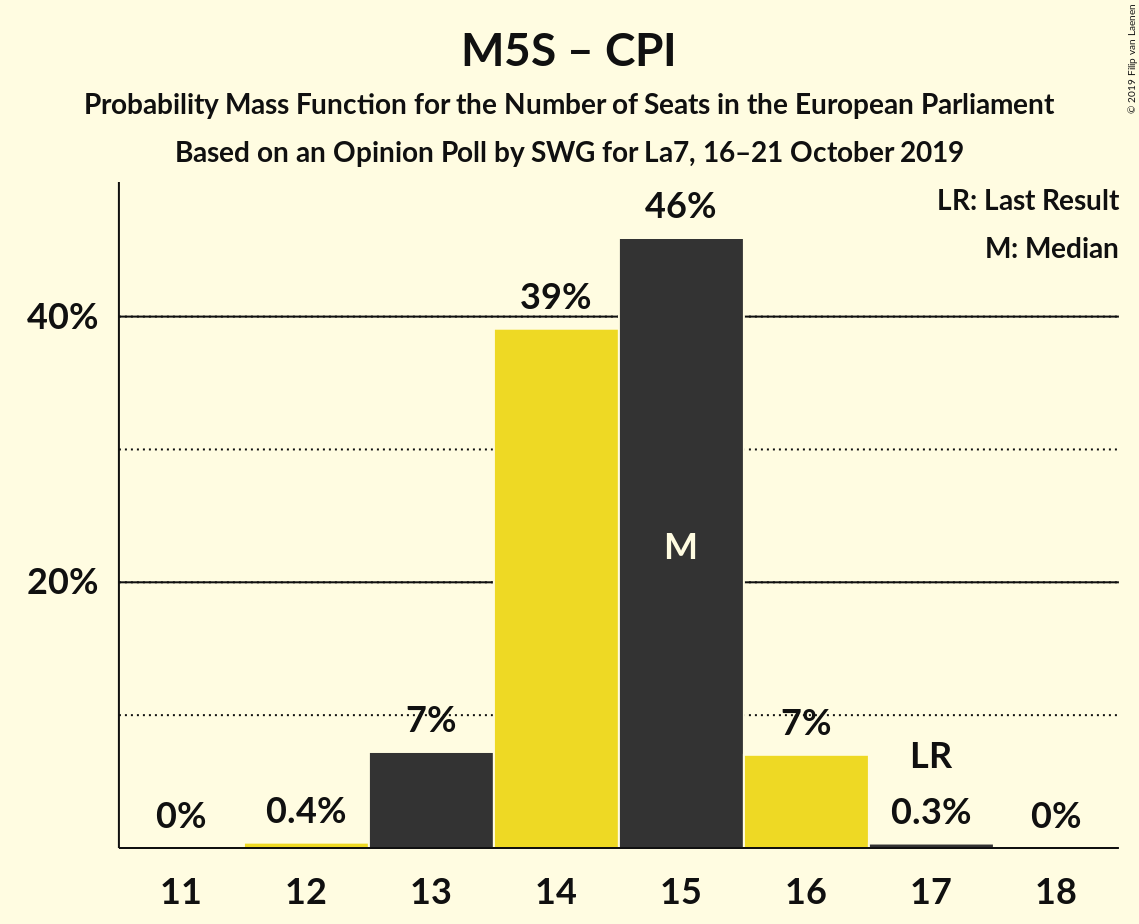 M5S – CPI
Probability Mass Function for the Number of Seats in the European Parliament
Based on an Opinion Poll by SWG for La7, 16–21 October 2019
© 2019 Filip van Laenen
LR: Last Result
M: Median
46%
39%
40%
M
20%
7%
7%
LR
0%
0.4%
0.3%
0%
11 12 13 14 15 16 17 18